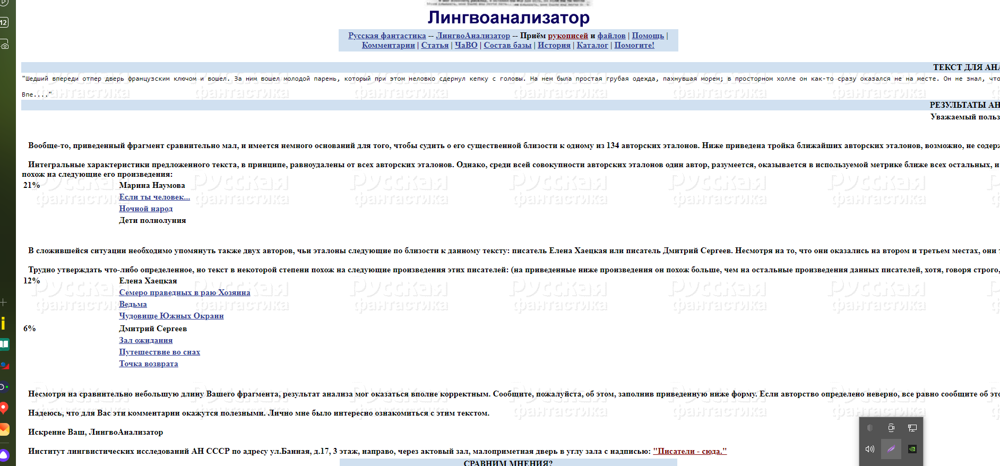 Лингвоанализатор
Русская фантастика -- ЛингвоАнализатор -- Приём рукописей и файлов | Помощь |
Комментарии | Статья | ЧаВО | Состав базы | История | Каталог | Помогите!
12
ТЕКСТ ДЛЯ АНА
"Шедший впереди отпер дверь французским ключом и вошел. За ним вошел молодой парень, который при этом неловко сдернул кепку с головы. На нем была простая грубая одежда, пахнувшая морем; в просторном холле он как-то сразу оказался не на месте. Он не знал, что
Впе...."
РЕЗУЛЬТАТЫ АН
Уважаемый польз
Вообще-то, приведенный фрагмент сравнительно мал, и имеется немного оснований для того, чтобы судить о его существенной близости к одному из 134 авторских эталонов. Ниже приведена тройка ближайших авторских эталонов, возможно, не содерж
Интегральные характеристики предложенного текста, в принципе, равноудалены от всех авторских эталонов. Однако, среди всей совокупности авторских эталонов один автор, разумеется, оказывается в используемой метрике ближе всех остальных, и
похож на следующие его произведения:
21% Марина Наумова
Если ты человек...
Ночной народ
Дети полнолуния
В сложившейся ситуации необходимо упомянуть также двух авторов, чьи эталоны следующие по близости к данному тексту: писатель Елена Хаецкая или писатель Дмитрий Сергеев. Несмотря на то, что они оказались на втором и третьем местах, они т
Трудно утверждать что-либо определенное, но текст в некоторой степени похож на следующие произведения этих писателей: (на приведенные ниже произведения он похож больше, чем на остальные произведения данных писателей, хотя, говоря строго,
12% Елена Хаецкая
Семеро праведных в раю Хозяина
Ведьма
Чудовище Южных Окраин
6% Дмитрий Сергеев
Зал ожидания
Путешествие во снах
Точка возврата
Несмотря на сравнительно небольшую длину Вашего фрагмента, результат анализа мог оказаться вполне корректным. Сообщите, пожалуйста, об этом, заполнив приведенную ниже форму. Если авторство определено неверно, все равно сообщите об это
Надеюсь, что для Вас эти комментарии окажутся полезными. Лично мне было интересно ознакомиться с этим текстом.
Искренне Ваш, ЛингвоАнализатор
Институт лингвистических исследований АН СССР по адресу ул.Банная, д.17, 3 этаж, направо, через актовый зал, малоприметная дверь в углу зала с надписью: "Писатели - сюда."
СРАВНИМ МНЕНИЯ?